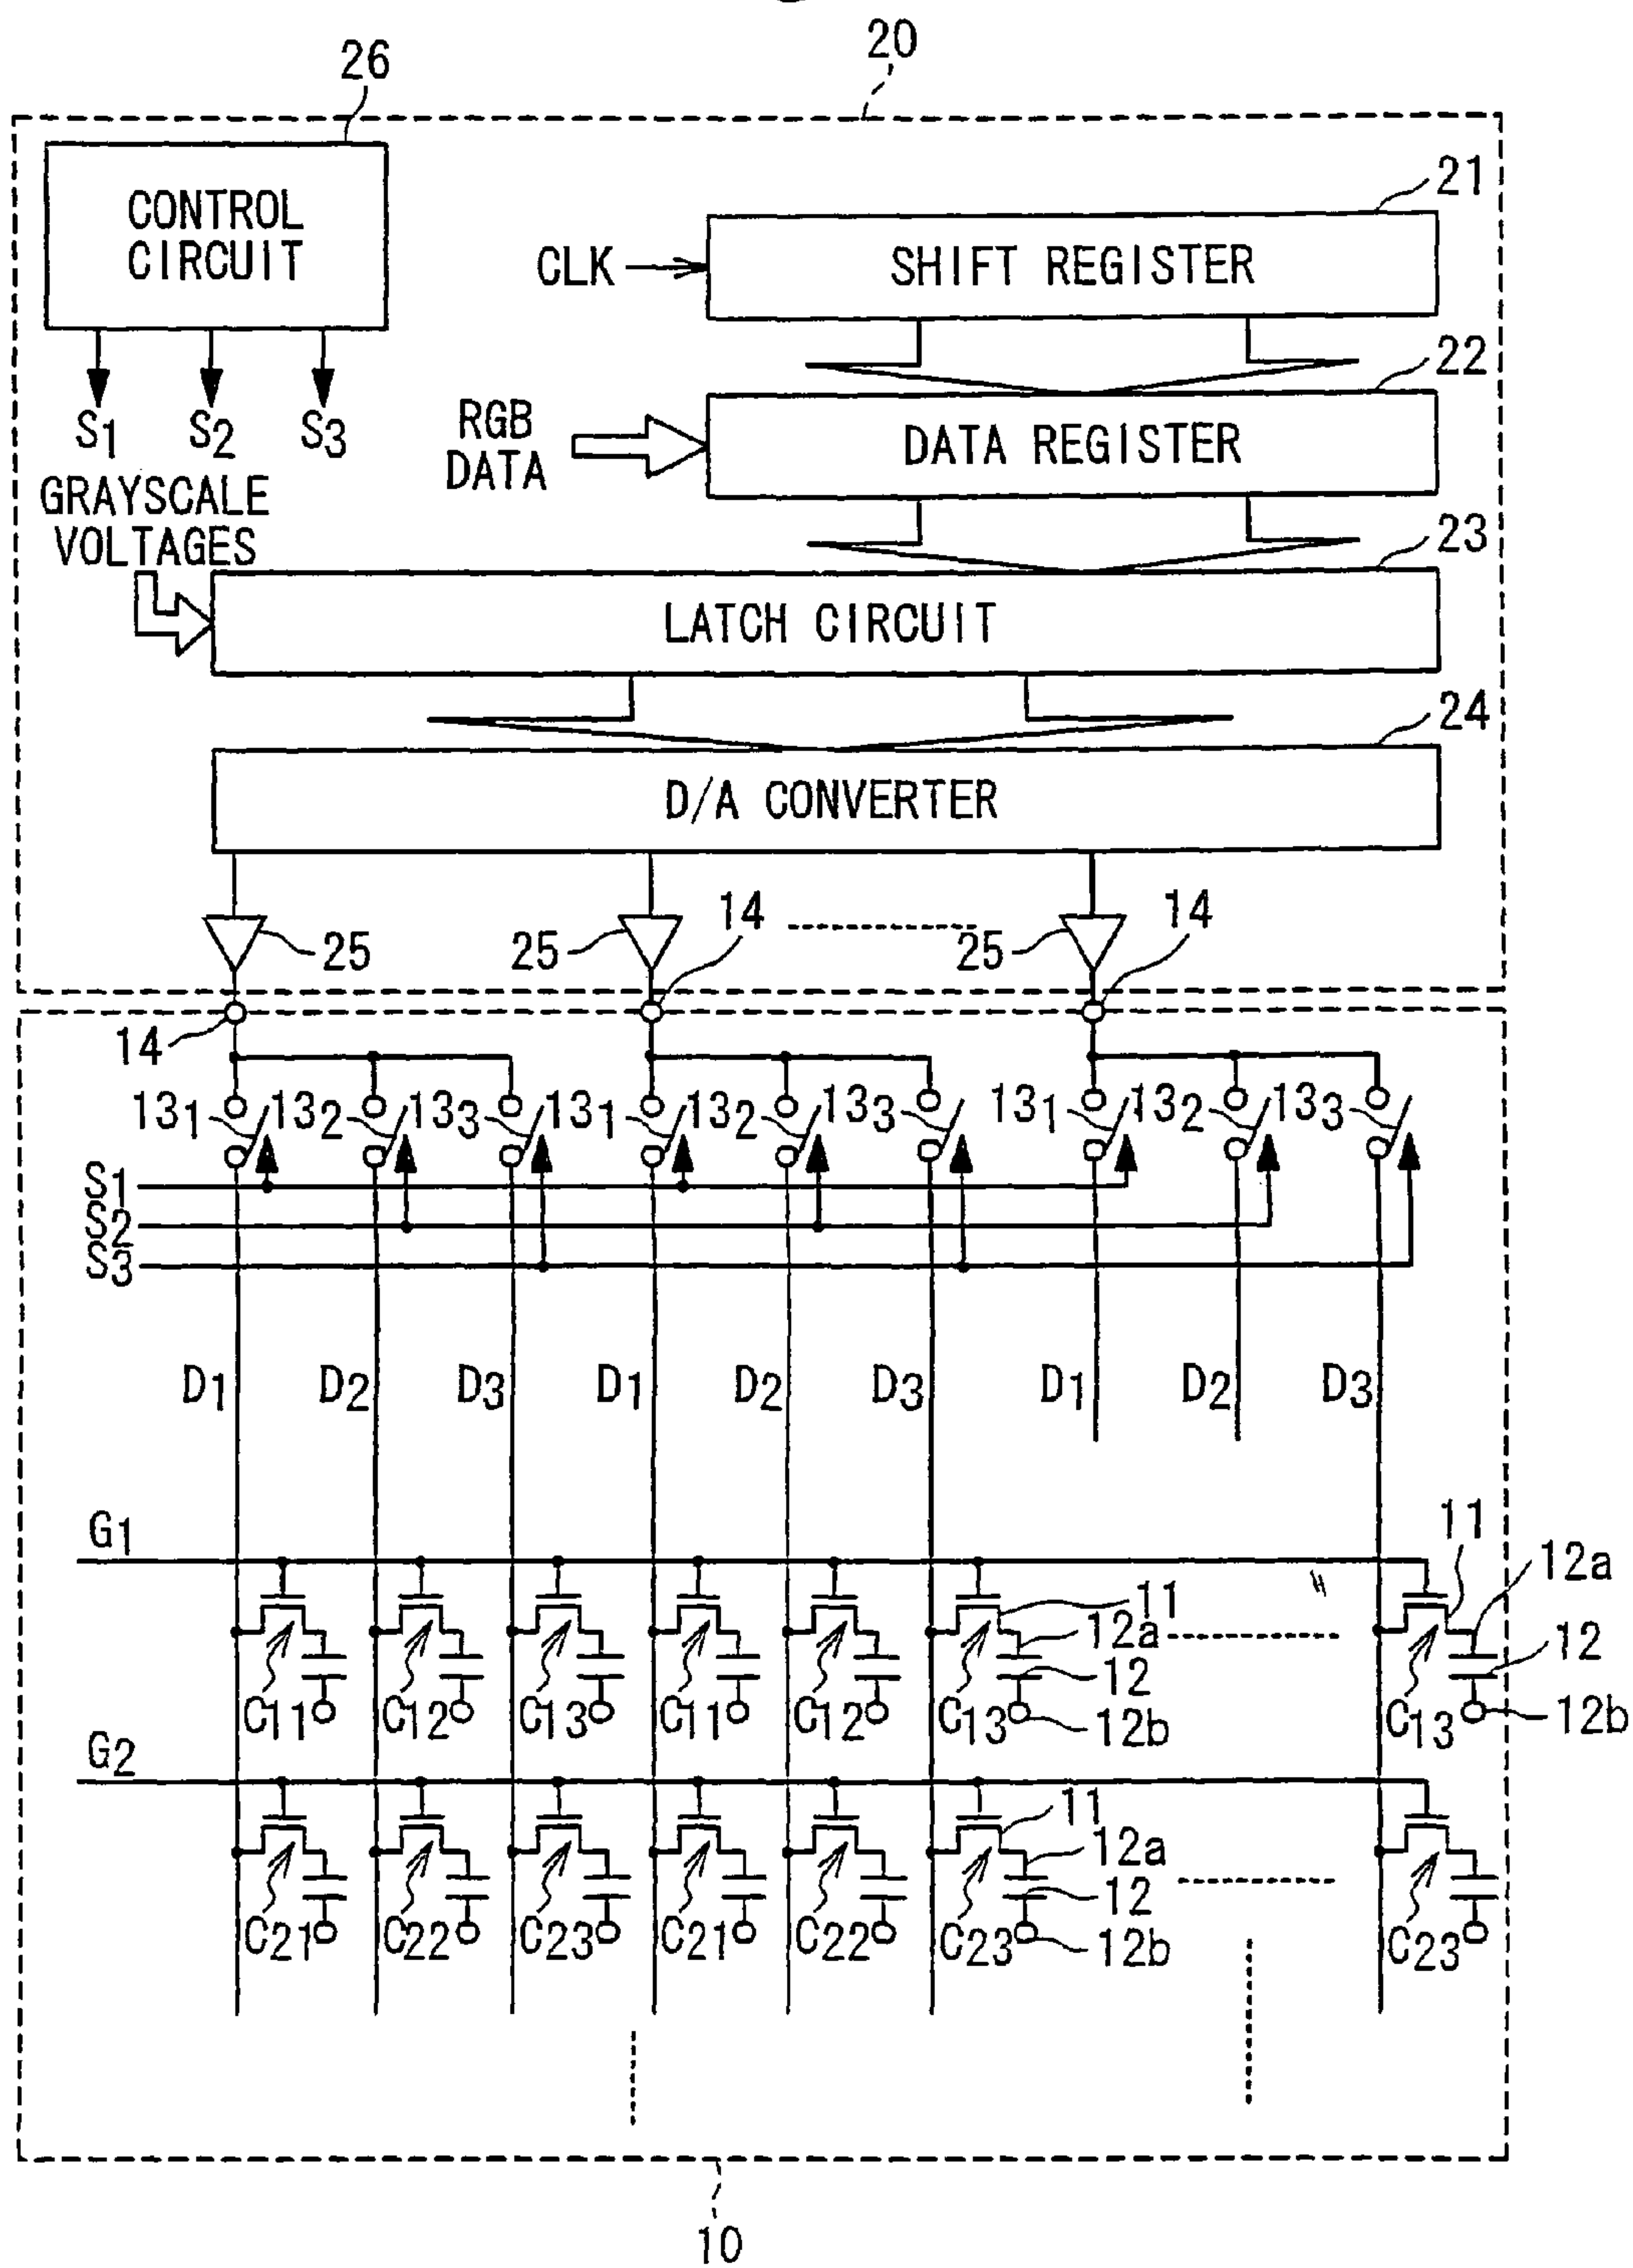 20
26
CONTROL
CIRCUIT
21
CLK
SHIFT REGISTER
S1 S2 S3
22
RGB
DATA
DATA REGISTER
GRAYSCALE
VOLTAGES
23
LATCH CIRCUIT
24
D/A CONVERTER
25 25 14 25 14
14
131 132 133 131 132 133 131 132 133
S1
S2
S3
D1 D2 D3 D1 D2 D3 D1 D2 D3
G1
11 12a
11 12a
12 12
C11 C12 C13 C11 C12 C13 12b C13 12b
G2
11
12a
12
C21 C22 C23 C21 C22 C23 12b C23
10